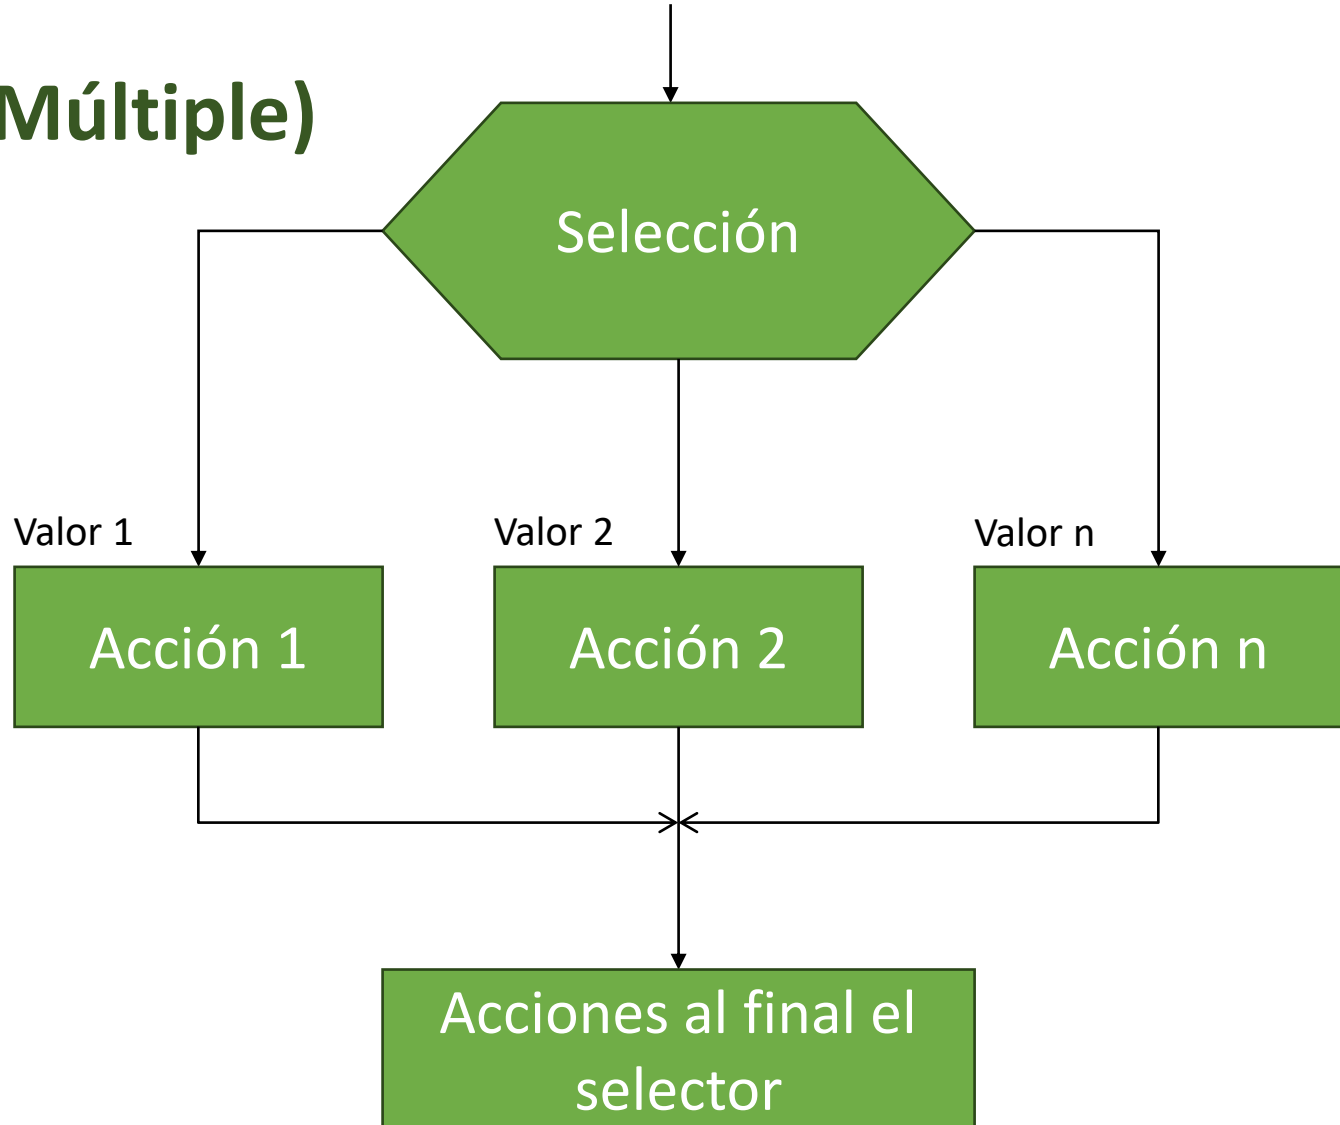 Múltiple)
Selección
Valor 1
Valor 2
Valor n
Acción 1
Acción 2
Acción n
Acciones al final el
selector